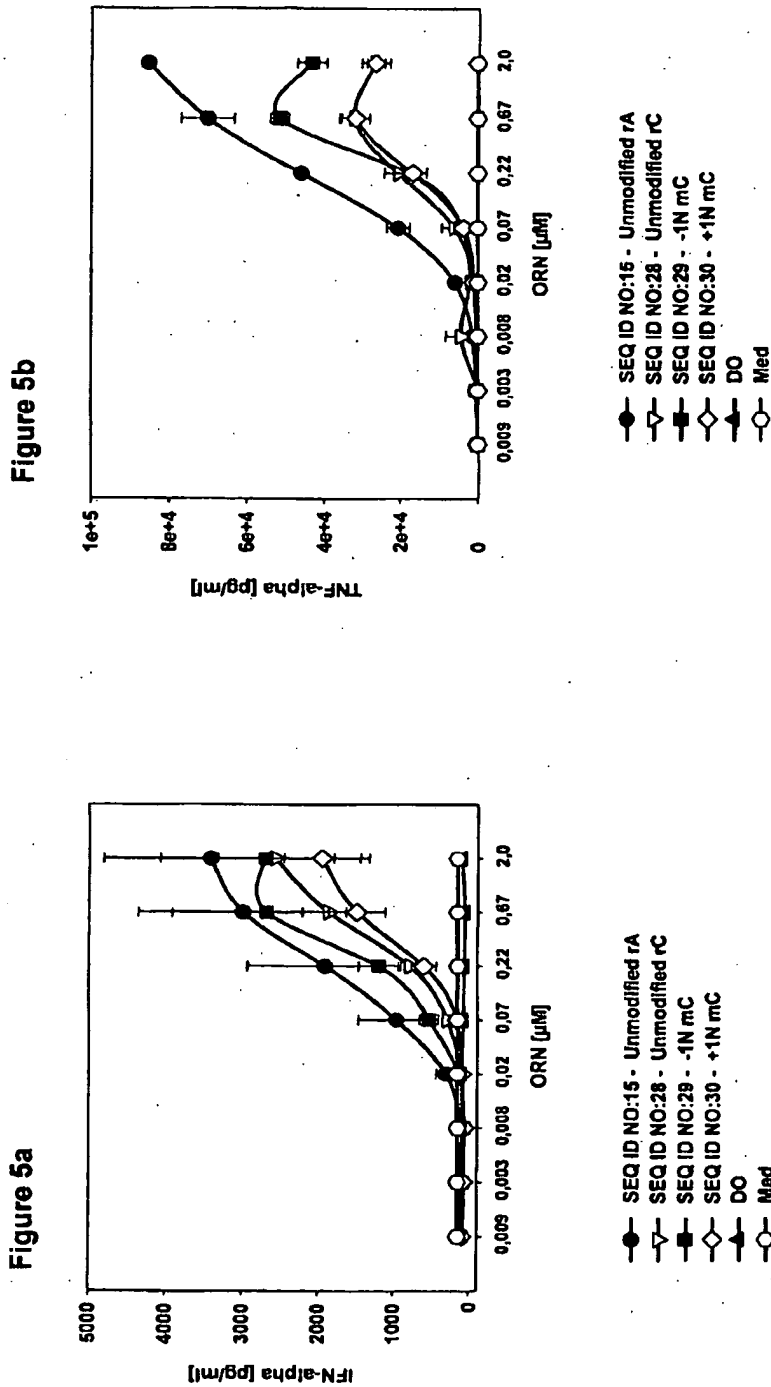 Figure 5a
IFN-alpha [pg/ml]
5000
4000
3000
2000
1000
0
0,009
0,003
0,008
0,02
0,07
0,22
0,67
2,0
ORN [µM]
SEQ ID NO:15 - Unmodified rA
SEQ ID NO:28 - Unmodified rC
SEQ ID NO:29 - -1N mC
SEQ ID NO:30 - +1N mC
DO
Med
Figure 5b
TNF-alpha [pg/ml]
1e+5
8e+4
6e+4
4e+4
2e+4
0
0,009
0,003
0,008
0,02
0,07
0,22
0,67
2,0
ORN [µM]
SEQ ID NO:15 - Unmodified rA
SEQ ID NO:28 - Unmodified rC
SEQ ID NO:29 - -1N mC
SEQ ID NO:30 - +1N mC
DO
Med